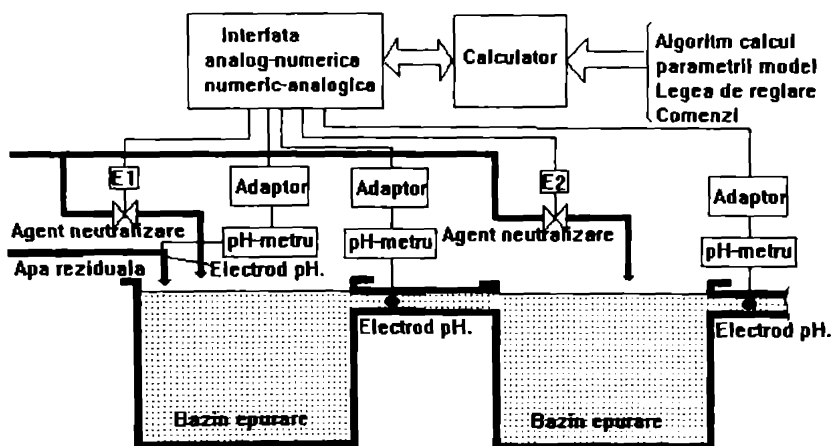 Interfata
analog-numerica
numeric-analogica
Calculator
Algoritm calcul
parametrii model
Legea de reglare
Comenzi
E1
Adaptor
Adaptor
E2
Adaptor
Agent neutralizare
pH-metru
pH-metru
Agent neutralizare
pH-metru
Apa reziduala
Electrod pH.
Electrod pH.
Electrod pH.
Bazin epurare
Bazin epurare